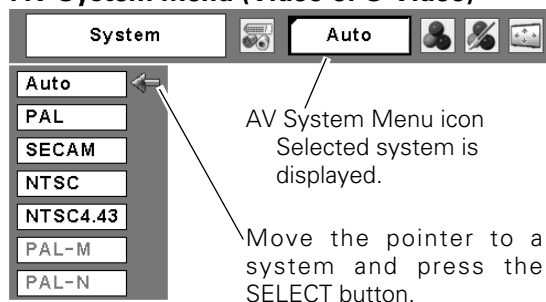 AV System Menu (Video or S-Video)
System
Auto
Auto
PAL
SECAM
NTSC
NTSC4.43
PAL-M
PAL-N
AV System Menu icon
Selected system is
displayed.
Move the pointer to a
system and press the
SELECT button.